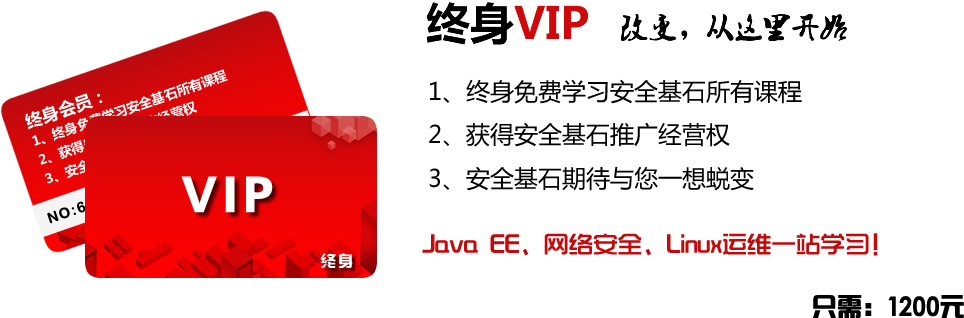 终身VIP 改变，从这里开始
1、终身免费学习安全基石所有课程
2、获得安全基石推广经营权
3、安全基石期待与您一想蜕变
Java EE、网络安全、Linux运维一站学习！
只需：1200元
终身会员：
1、终身免费学习安全基石所有课程
2、获得 经营权
3、安全
NO:6
VIP
终身